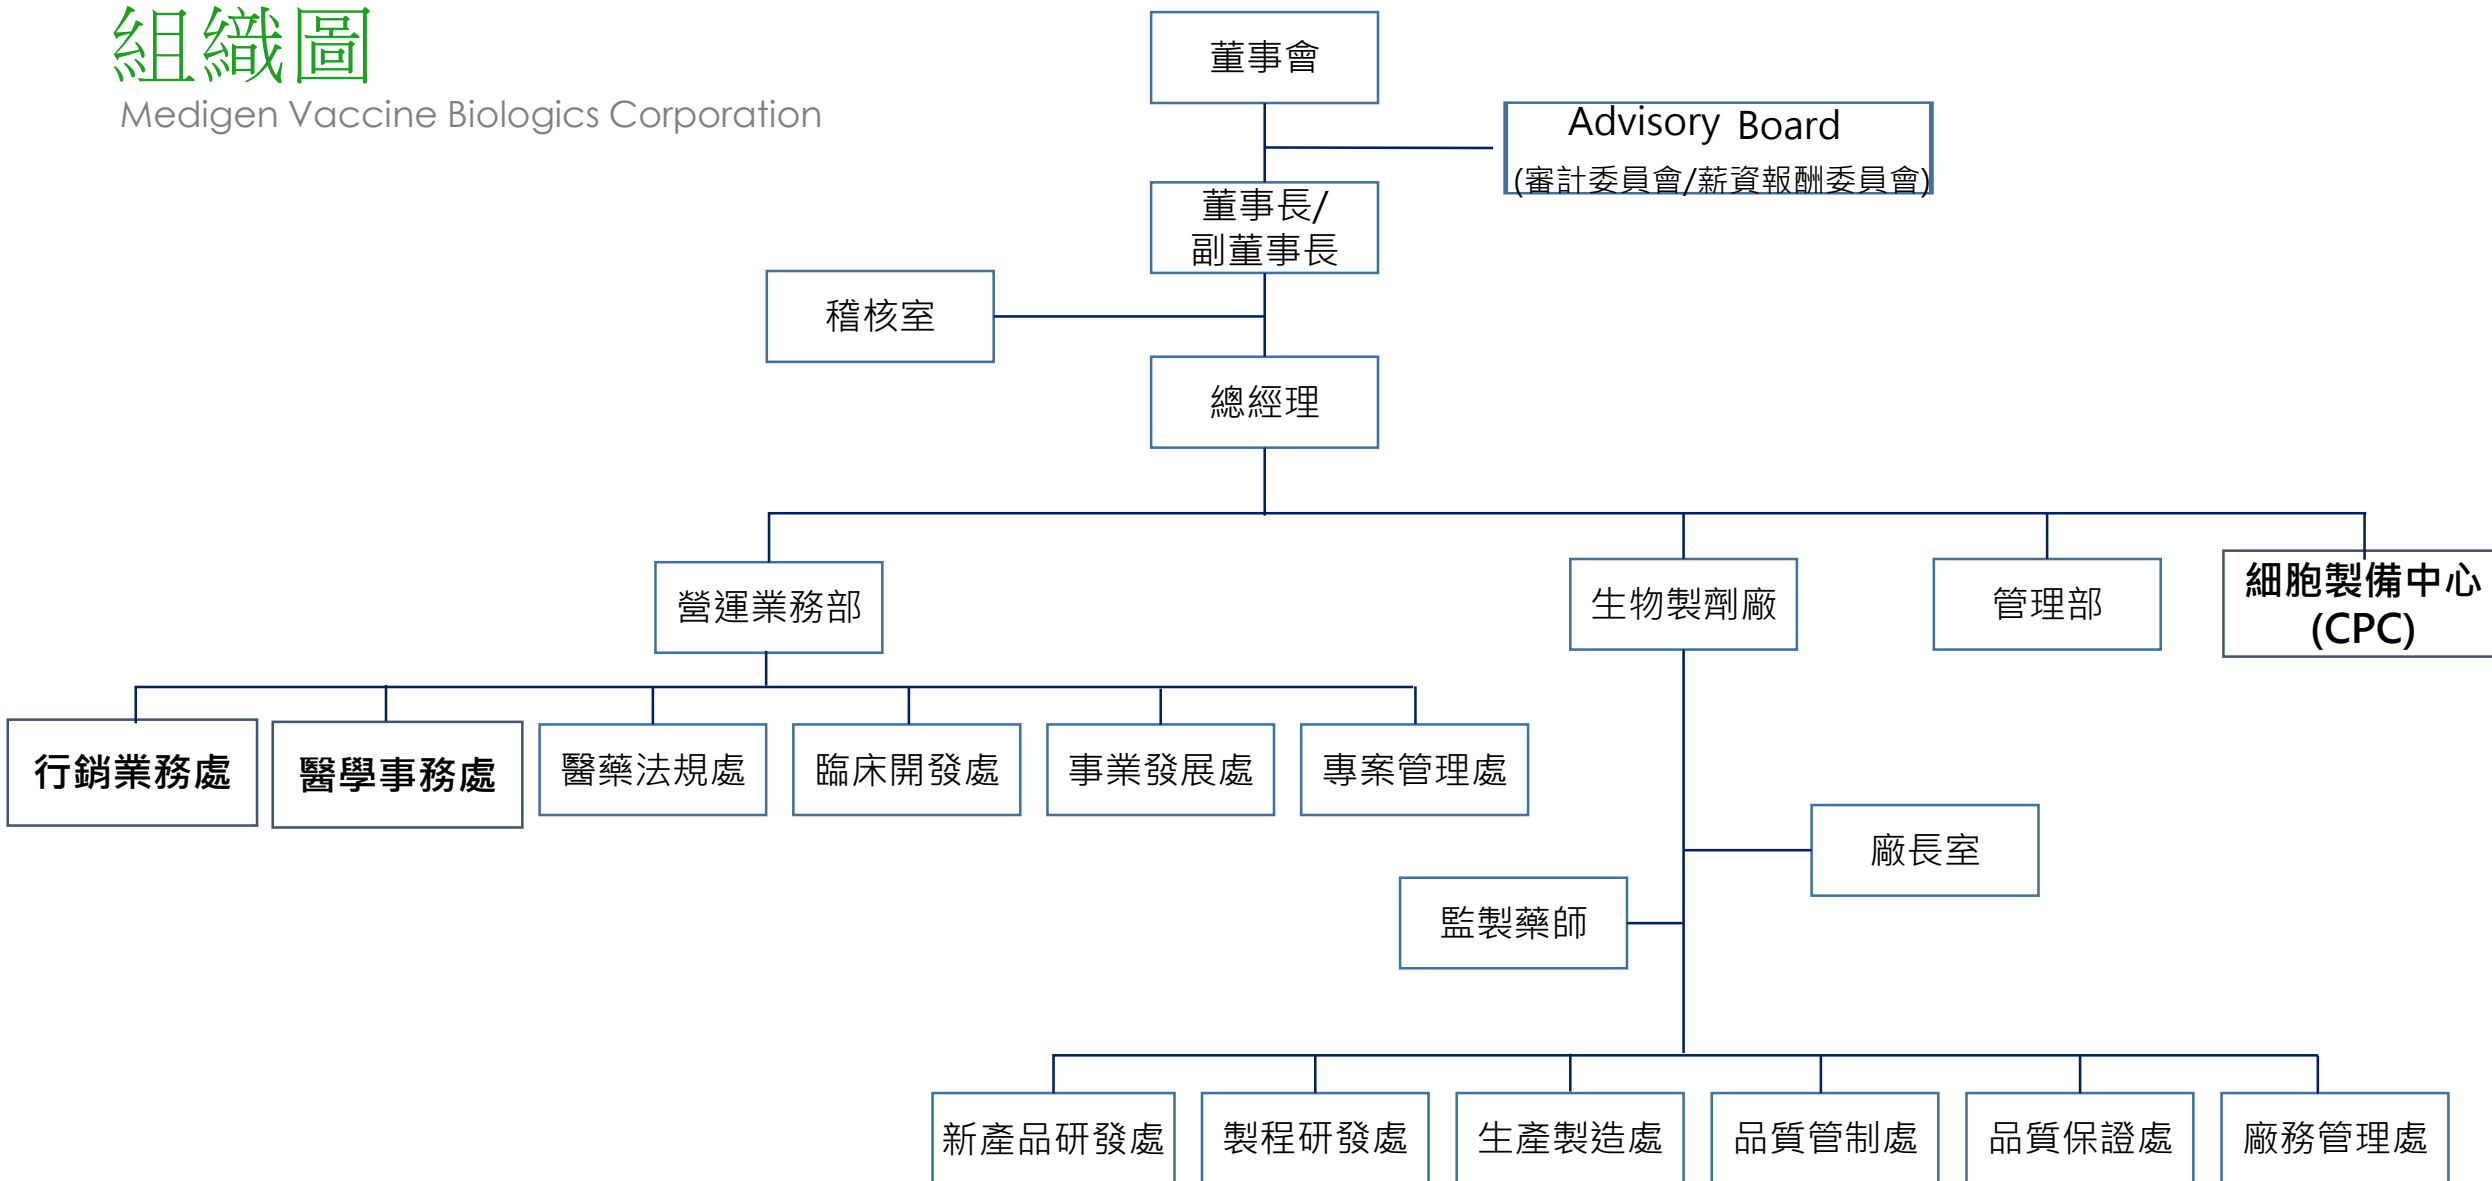 組織圖
Medigen Vaccine Biologics Corporation
董事會
Advisory Board
(審計委員會/薪資報酬委員會)
董事長/
副董事長
稽核室
總經理
營運業務部
生物製劑廠
管理部
細胞製備中心
(CPC)
行銷業務處
醫學事務處
醫藥法規處
臨床開發處
事業發展處
專案管理處
廠長室
監製藥師
新產品研發處
製程研發處
生產製造處
品質管制處
品質保證處
廠務管理處